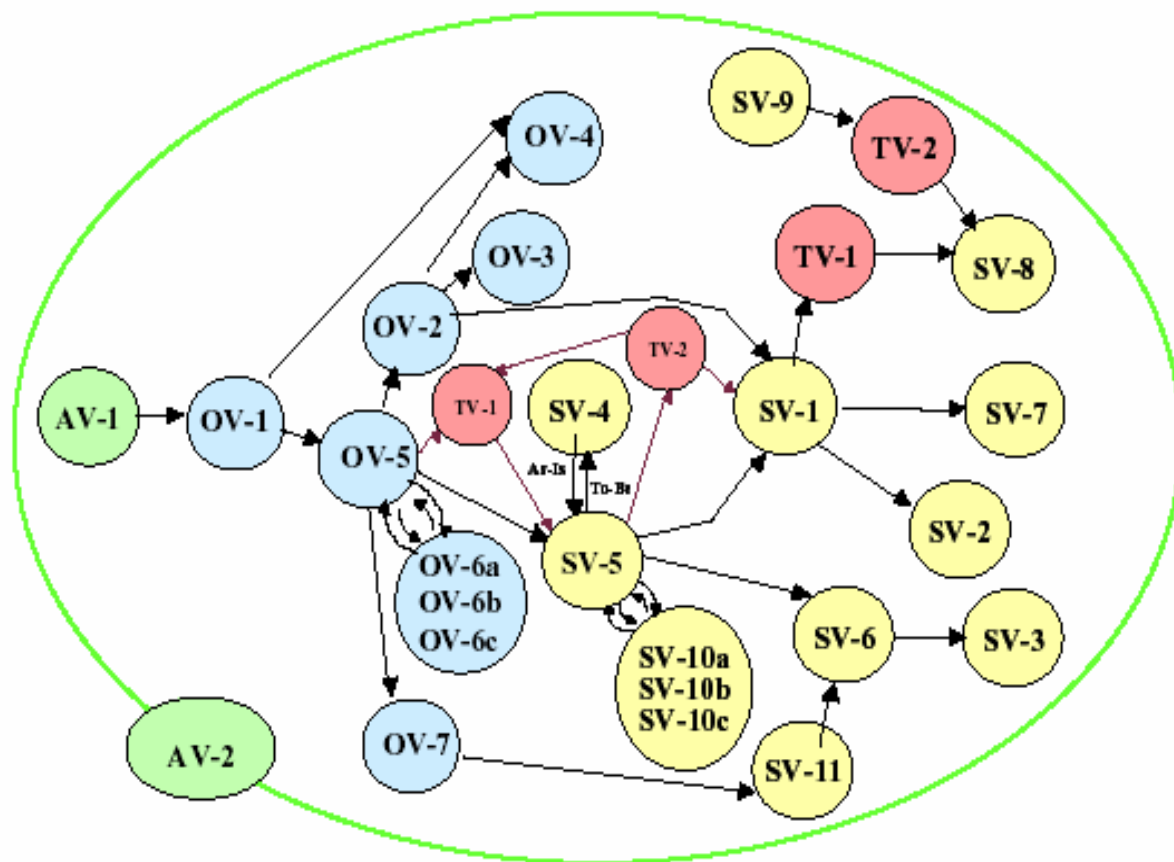 SV-9
OV-4
TV-2
OV-3
TV-1
SV-8
OV-2
TV-2
AV-1
OV-1
TV-1
SV-4
SV-1
SV-7
OV-5
As-Is
To-Be
SV-2
OV-6a
OV-6b
OV-6c
SV-5
SV-6
SV-3
SV-10a
SV-10b
SV-10c
AV-2
OV-7
SV-11